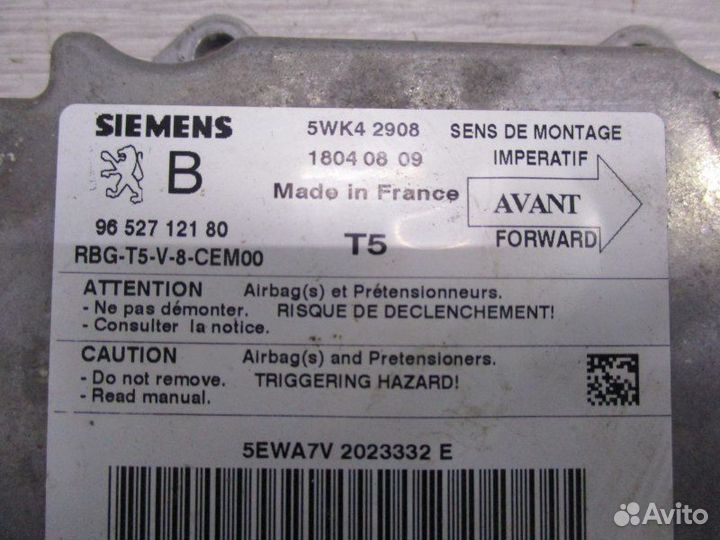 SIEMENS
5WK4 2908
1804 08 09
Made in France
SENS DE MONTAGE
IMPERATIF
AVANT
FORWARD
B
96 527 121 80
RBG-T5-V-8-CEM00
T5
ATTENTION Airbag(s) et Prétensionneurs.
- Ne pas démonter. RISQUE DE DECLENCHEMENT!
- Consulter la notice.
CAUTION Airbag(s) and Pretensioners.
- Do not remove. TRIGGERING HAZARD!
- Read manual.
5EWA7V 2023332 E
Avito